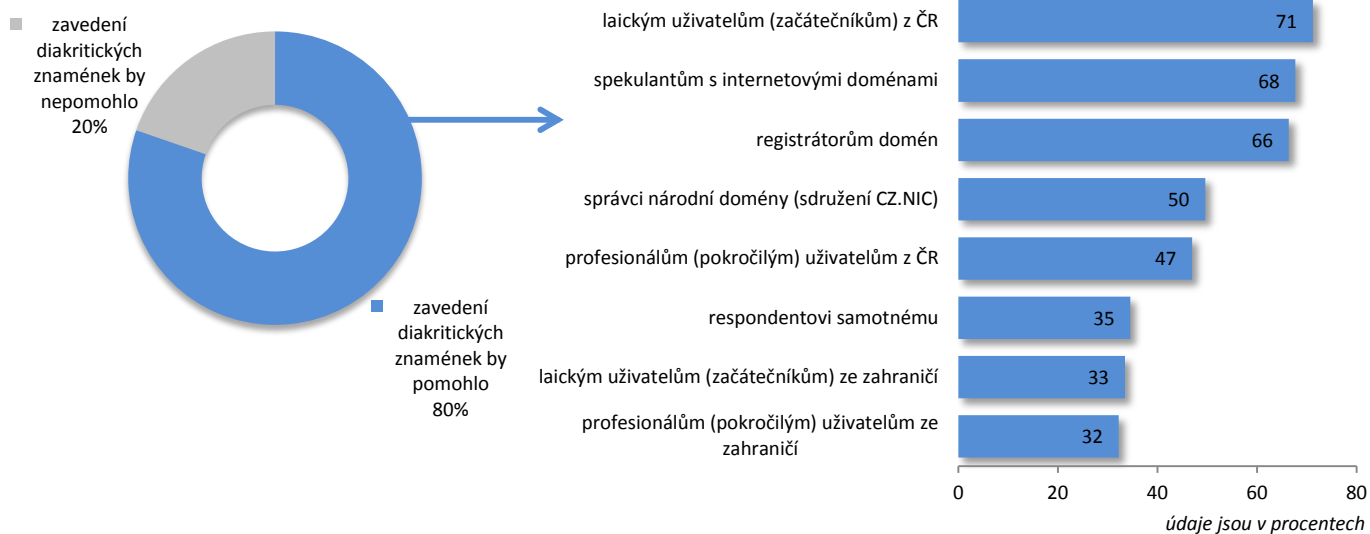 zavedení
diakritických
znamének by
nepomohlo
20%
zavedení
diakritických
znamének by
pomohlo
80%
laickým uživatelům (začátečníkům) z ČR
71
spekulantům s internetovými doménami
68
registrátorům domén
66
správci národní domény (sdružení CZ.NIC)
50
profesionálům (pokročilým) uživatelům z ČR
47
respondentovi samotnému
35
laickým uživatelům (začátečníkům) ze zahraničí
33
profesionálům (pokročilým) uživatelům ze
zahraničí
32
0 20 40 60 80
údaje jsou v procentech